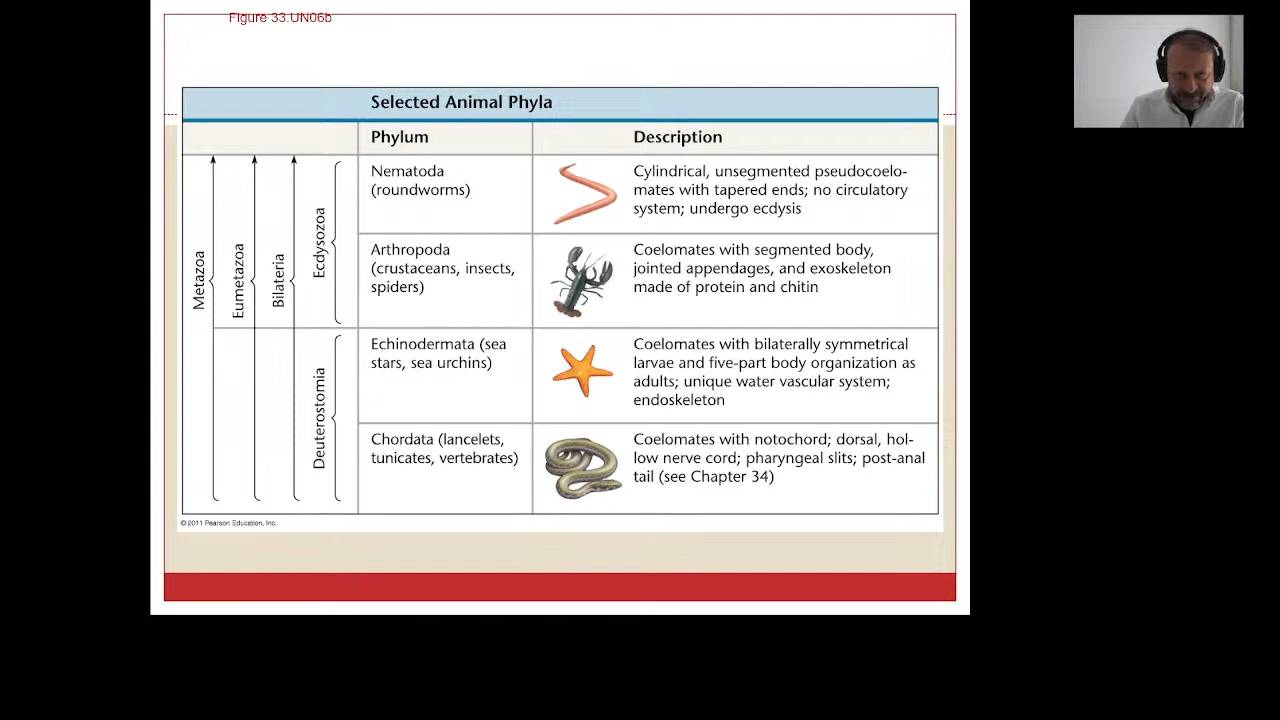 Figure 33.UN06b
Selected Animal Phyla
Phylum
Description
Metazoa
Eumetazoa
Bilateria
Ecdysozoa
Nematoda
(roundworms)
Cylindrical, unsegmented pseudocoelo-
mates with tapered ends; no circulatory
system; undergo ecdysis
Arthropoda
(crustaceans, insects,
spiders)
Coelomates with segmented body,
jointed appendages, and exoskeleton
made of protein and chitin
Deuterostomia
Echinodermata (sea
stars, sea urchins)
Coelomates with bilaterally symmetrical
larvae and five-part body organization as
adults; unique water vascular system;
endoskeleton
Chordata (lancelets,
tunicates, vertebrates)
Coelomates with notochord; dorsal, hol-
low nerve cord; pharyngeal slits; post-anal
tail (see Chapter 34)
© 2011 Pearson Education, Inc.